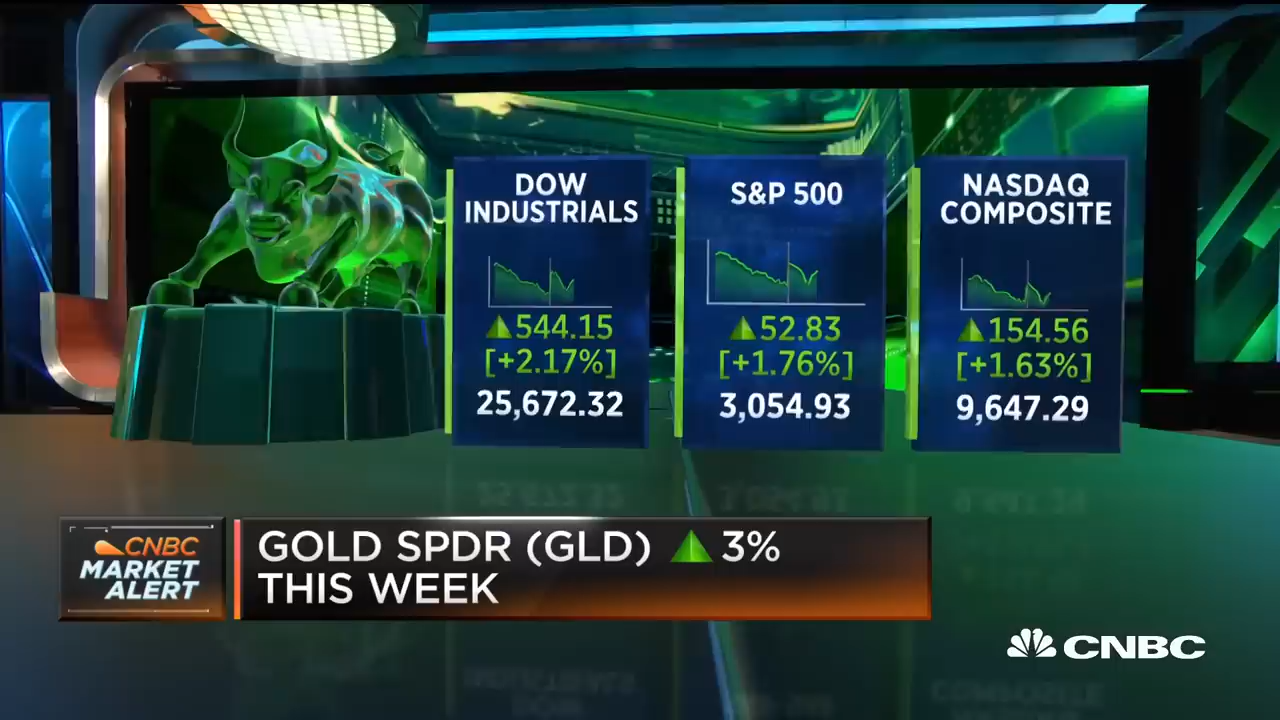 DOW
INDUSTRIALS
▲544.15
[+2.17%]
25,672.32
S&P 500
▲52.83
[+1.76%]
3,054.93
NASDAQ
COMPOSITE
▲154.56
[+1.63%]
9,647.29
CNBC
MARKET
ALERT
GOLD SPDR (GLD) ▲ 3%
THIS WEEK
CNBC